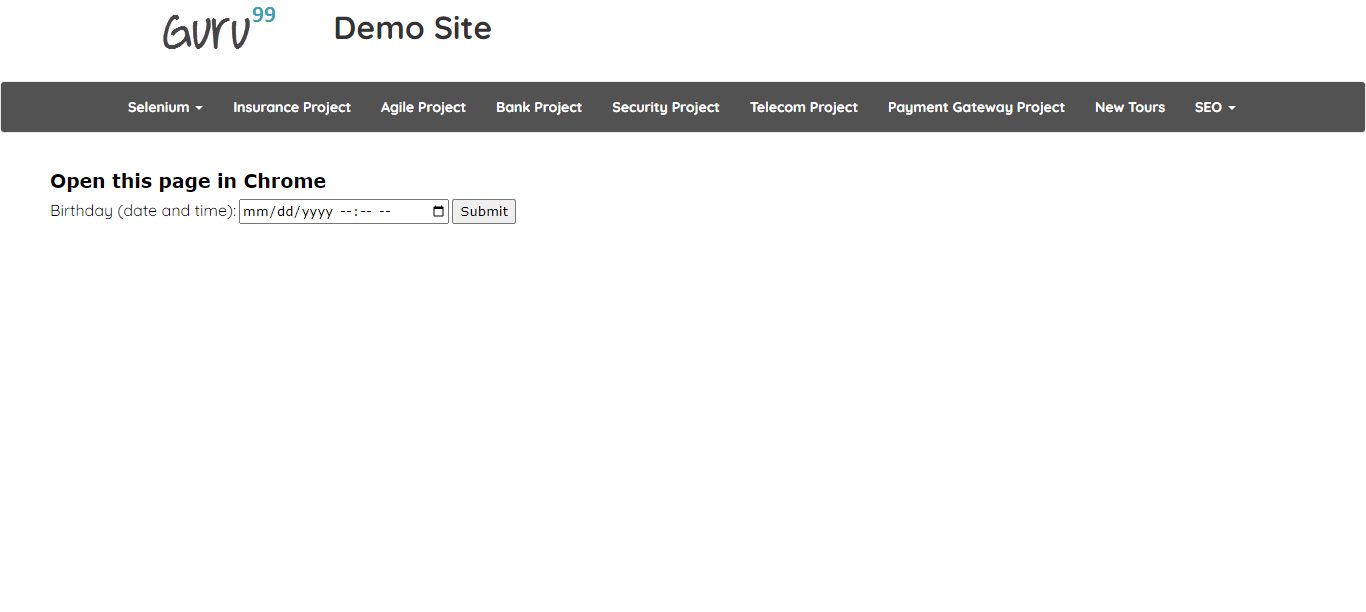 Guru99 Demo Site
Selenium Insurance Project Agile Project Bank Project Security Project Telecom Project Payment Gateway Project New Tours SEO
Open this page in Chrome
Birthday (date and time): mm/dd/yyyy --:-- -- Submit